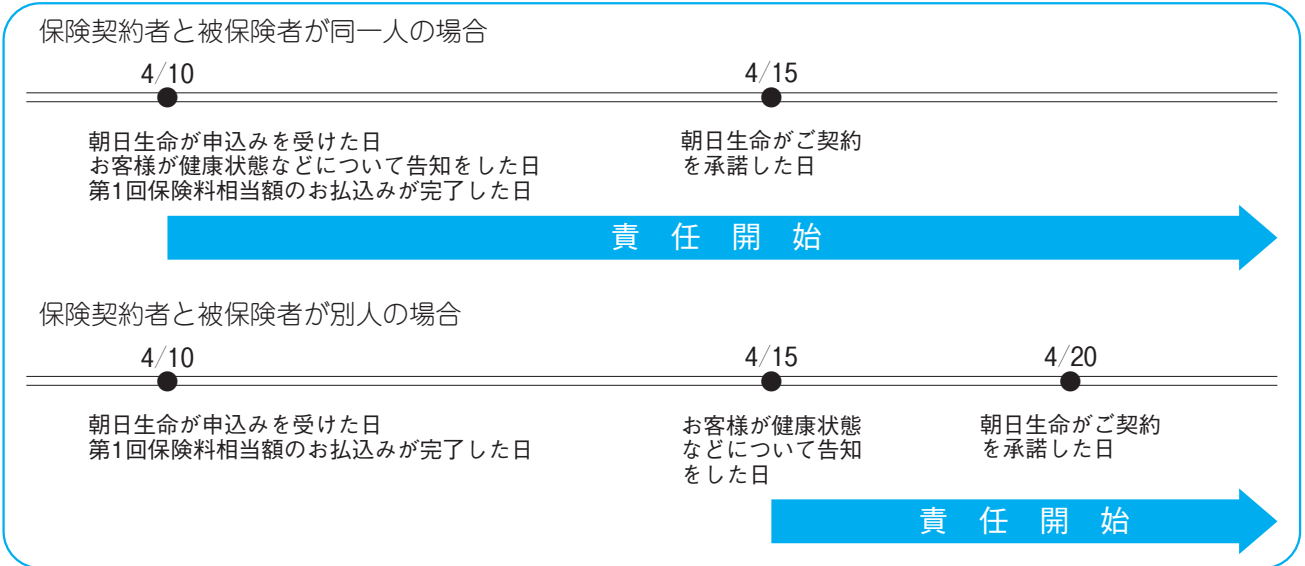 保険契約者と被保険者が同一人の場合
4/10
4/15
朝日生命が申込みを受けた日
お客様が健康状態などについて告知をした日
第1回保険料相当額のお払込みが完了した日
朝日生命がご契約
を承諾した日
責任開始
保険契約者と被保険者が別人の場合
4/10
4/15
4/20
朝日生命が申込みを受けた日
第1回保険料相当額のお払込みが完了した日
お客様が健康状態
などについて告知
をした日
朝日生命がご契約
を承諾した日
責任開始